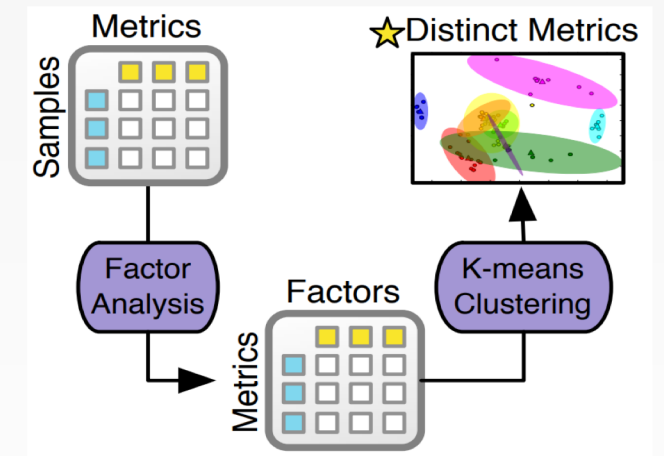 Metrics
Samples
Distinct Metrics
Factor
Analysis
Factors
Metrics
K-means
Clustering